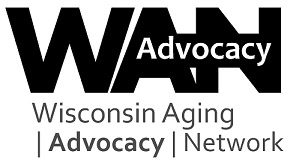 WAN
Advocacy
Wisconsin Aging
| Advocacy | Network